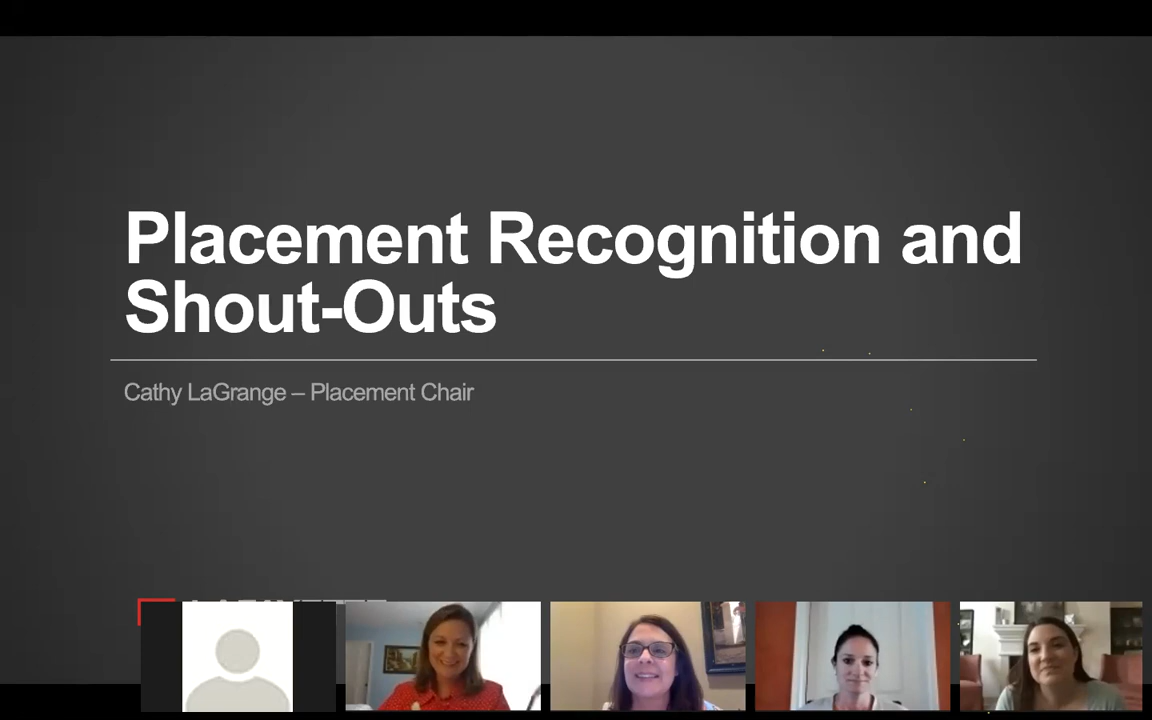 Placement Recognition and
Shout-Outs
Cathy LaGrange – Placement Chair